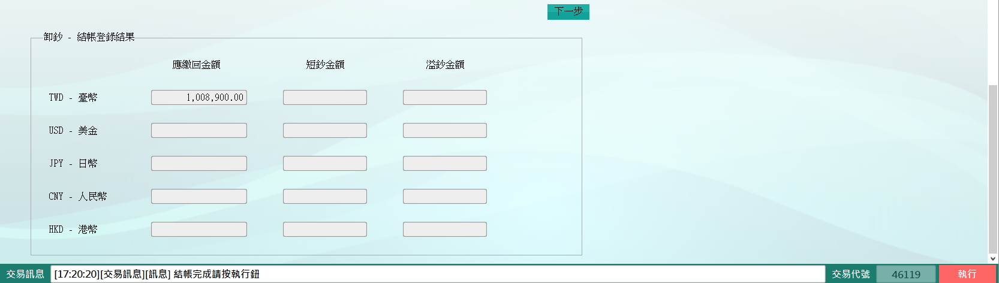 下一步
卸鈔 - 結帳登錄結果
應繳回金額 短鈔金額 溢鈔金額
TWD - 臺幣 1,008,900.00
USD - 美金
JPY - 日幣
CNY - 人民幣
HKD - 港幣
交易訊息 [17:20:20][交易訊息][訊息] 結帳完成請按執行鈕 交易代號 46119 執行